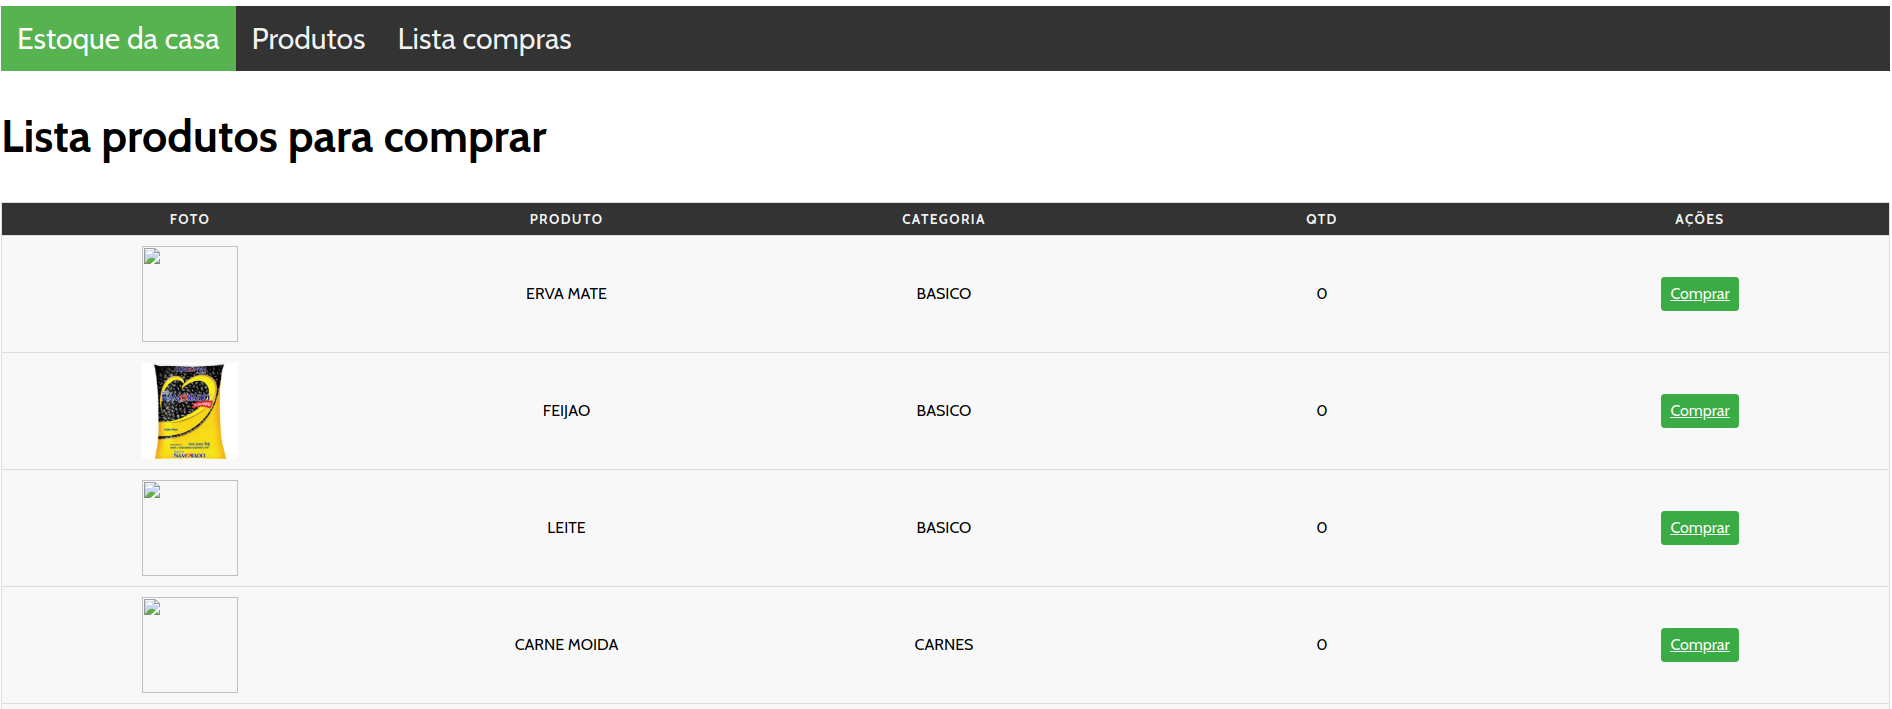 Estoque da casa Produtos Lista compras
Lista produtos para comprar
FOTO PRODUTO CATEGORIA QTD AÇÕES
ERVA MATE BASICO 0 Comprar
FEIJAO BASICO 0 Comprar
NAMORADO
LEITE BASICO 0 Comprar
CARNE MOIDA CARNES 0 Comprar